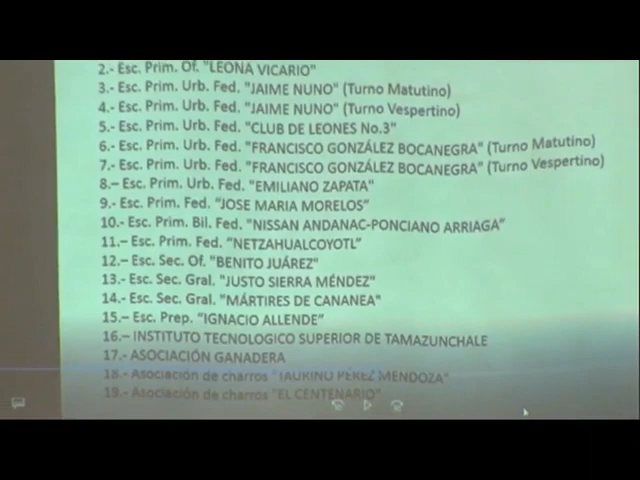 2.- Esc. Prim. Of. "LEONA VICARIO"
3.- Esc. Prim. Urb. Fed. "JAIME NUNO" (Turno Matutino)
4.- Esc. Prim. Urb. Fed. "JAIME NUNO" (Turno Vespertino)
5.- Esc. Prim. Urb. Fed. "CLUB DE LEONES No.3"
6.- Esc. Prim. Urb. Fed. "FRANCISCO GONZÁLEZ BOCANEGRA" (Turno Matutino)
7.- Esc. Prim. Urb. Fed. "FRANCISCO GONZÁLEZ BOCANEGRA" (Turno Vespertino)
8.– Esc. Prim. Urb. Fed. "EMILIANO ZAPATA"
9.- Esc. Prim. Urb. Fed. "JOSE MARIA MORELOS"
10.- Esc. Prim. Bil. Fed. "NISSAN ANDANAC-PONCIANO ARRIAGA"
11.– Esc. Prim. Fed. "NETZAHUALCOYOTL"
12.– Esc. Sec. Of. "BENITO JUÁREZ"
13.- Esc. Sec. Gral. "JUSTO SIERRA MÉNDEZ"
14.- Esc. Sec. Gral. "MÁRTIRES DE CANANEA"
15.– Esc. Prep. "IGNACIO ALLENDE"
16.– INSTITUTO TECNOLOGICO SUPERIOR DE TAMAZUNCHALE
17.- ASOCIACIÓN GANADERA
18.- Asociación de charros "TAURINO PÉREZ MENDOZA"
19.- Asociación de charros "EL CENTENARIO"